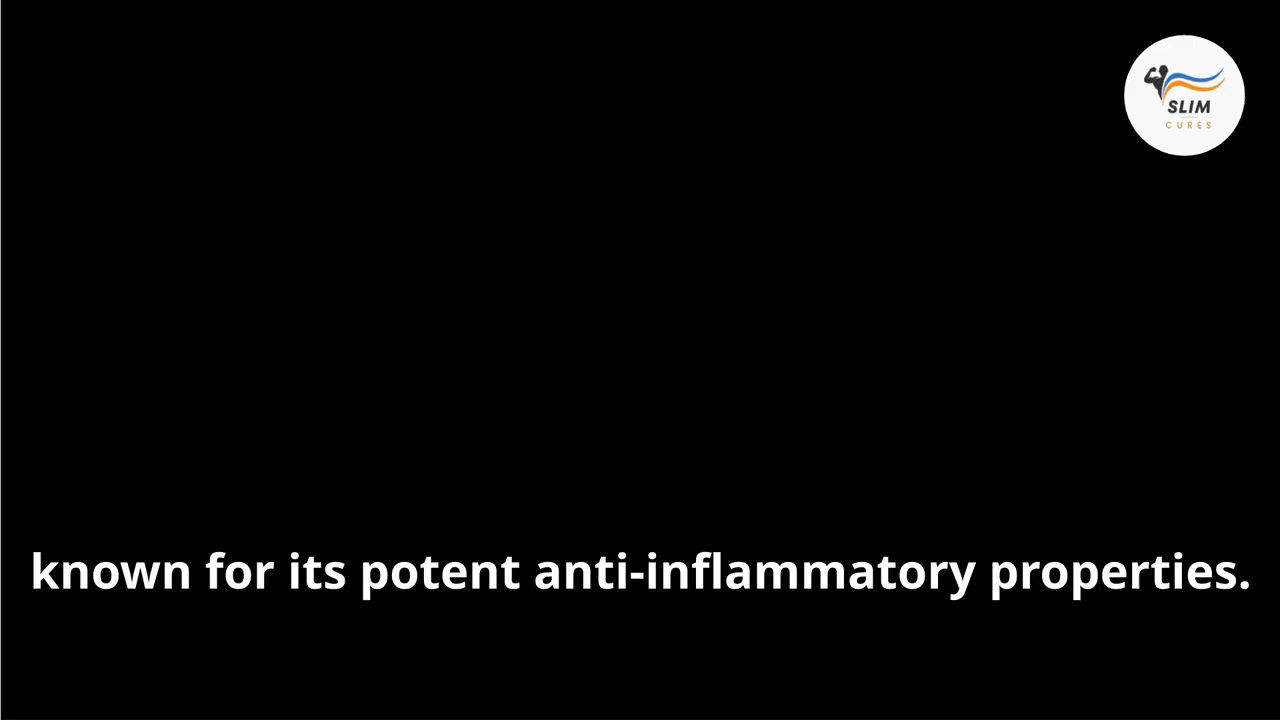 SLIM
CURES
known for its potent anti-inflammatory properties.